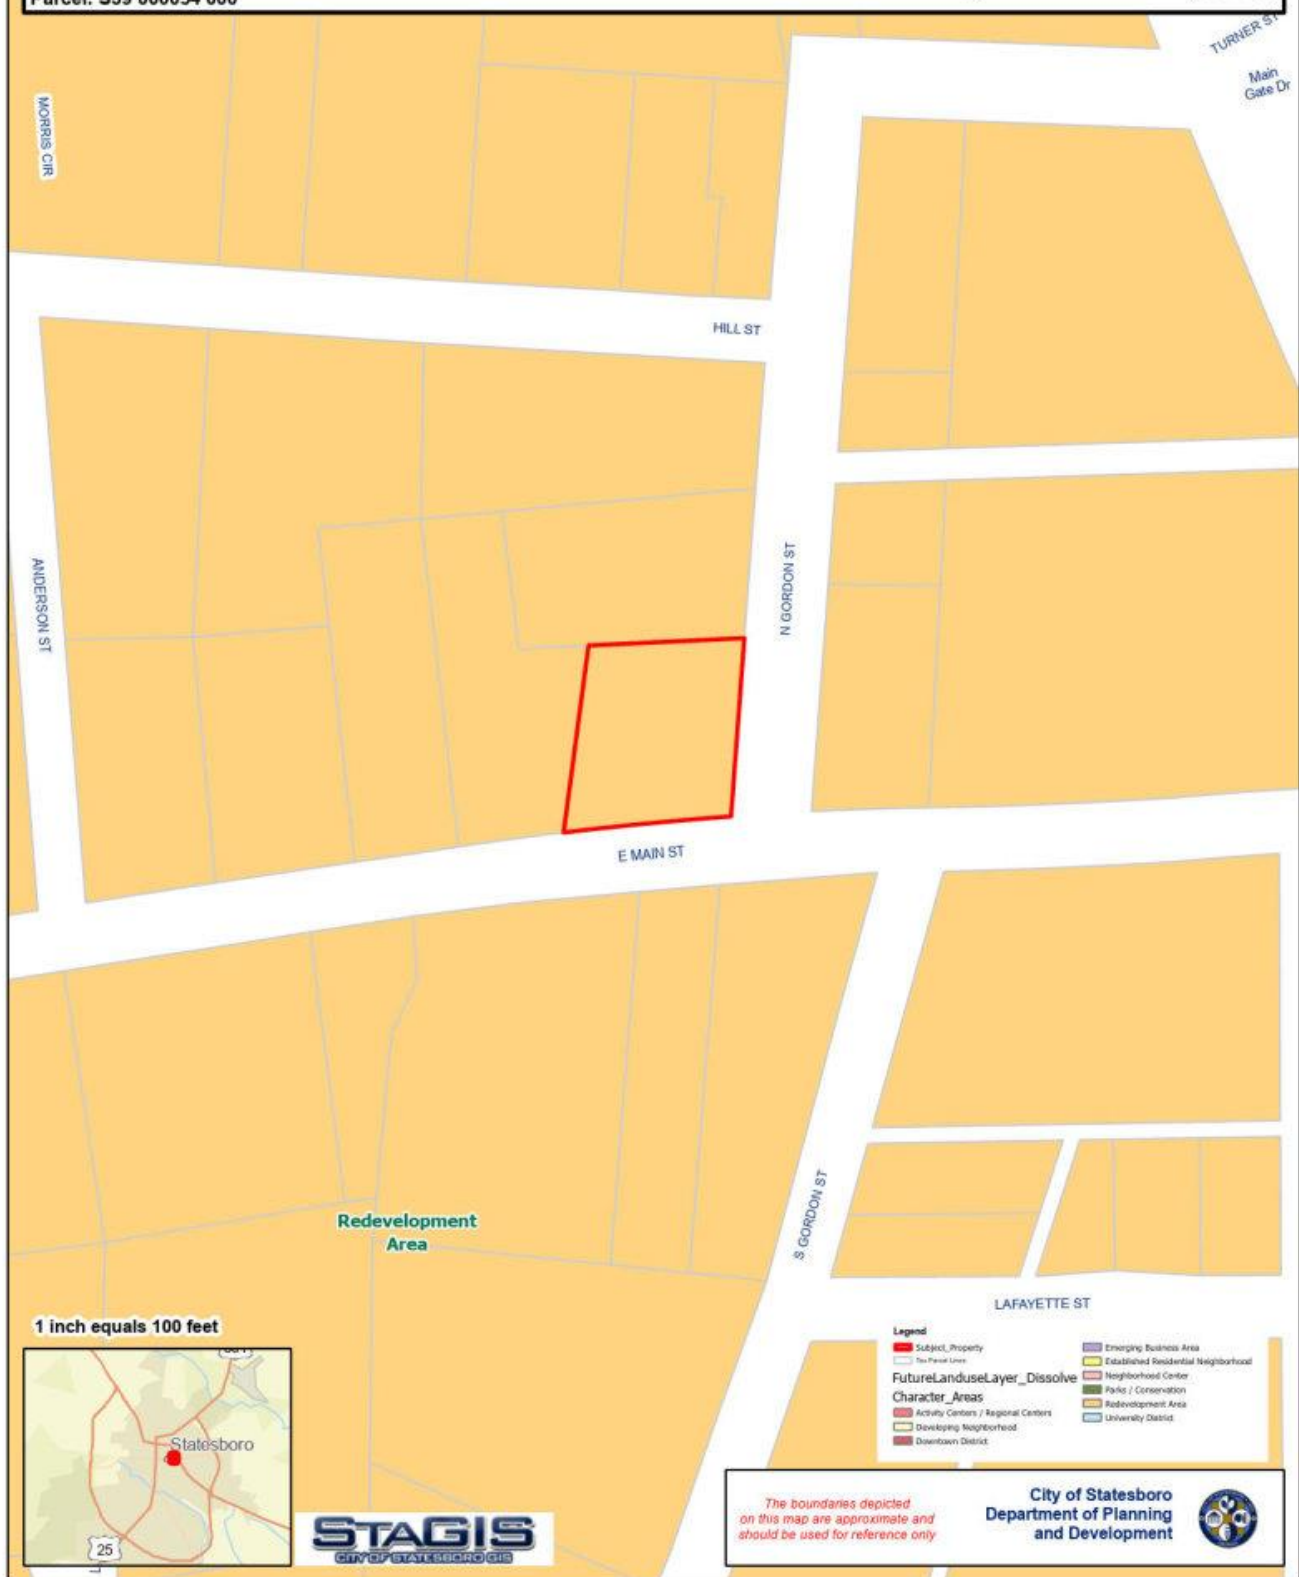 TURNER ST
Main
Gate Dr
MORRIS CIR
HILL ST
ANDERSON ST
N GORDON ST
E MAIN ST
S GORDON ST
Redevelopment
Area
LAFAYETTE ST
1 inch equals 100 feet
Statesboro
25
Legend
Subject_Property
Tax Parcel Lines
FutureLanduseLayer_Dissolve
Character_Areas
Activity Centers / Regional Centers
Developing Neighborhood
Downtown District
Emerging Business Area
Established Residential Neighborhood
Neighborhood Center
Parks / Conservation
Redevelopment Area
University District
STAGIS
CITY OF STATESBORO GIS
The boundaries depicted
on this map are approximate and
should be used for reference only
City of Statesboro
Department of Planning
and Development